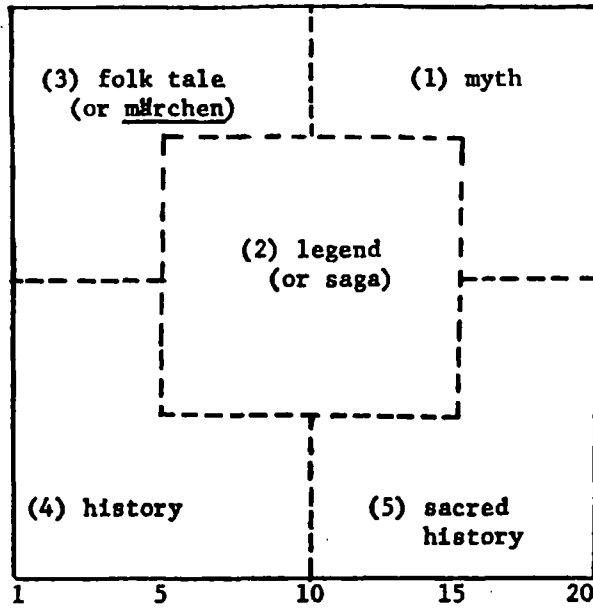 (3) folk tale
(or märchen)
(1) myth
(2) legend
(or saga)
(4) history
(5) sacred
history
1 5 10 15 20